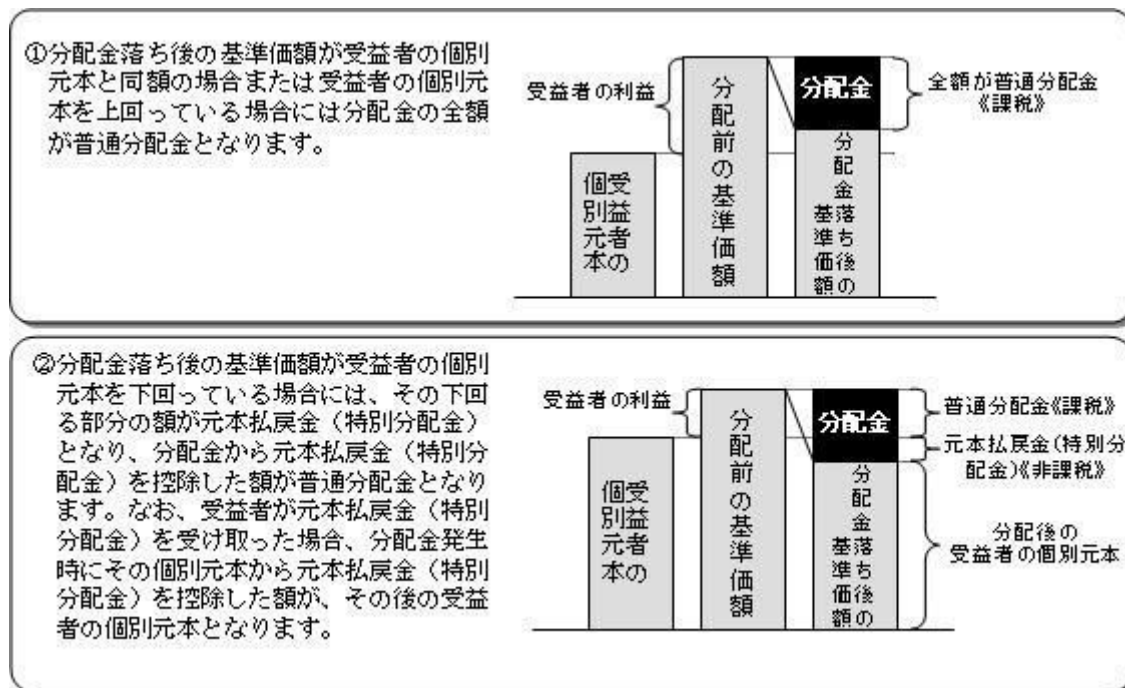 ①分配金落ち後の基準価額が受益者の個別
元本と同額の場合または受益者の個別元
本を上回っている場合には分配金の全額
が普通分配金となります。
受益者の利益
受益者の
個別元本
分配前の基準価額
分配金
分配金落ち後の
基準価額
全額が普通分配金
《課税》
②分配金落ち後の基準価額が受益者の個別
元本を下回っている場合には、その下回
る部分の額が元本払戻金（特別分配金）
となり、分配金から元本払戻金（特別分
配金）を控除した額が普通分配金となり
ます。なお、受益者が元本払戻金（特別
分配金）を受け取った場合、分配金発生
時にその個別元本から元本払戻金（特別
分配金）を控除した額が、その後の受益
者の個別元本となります。
受益者の利益
受益者の
個別元本
分配前の基準価額
分配金
分配金落ち後の
基準価額
普通分配金《課税》
元本払戻金（特別分
配金）《非課税》
分配後の
受益者の個別元本